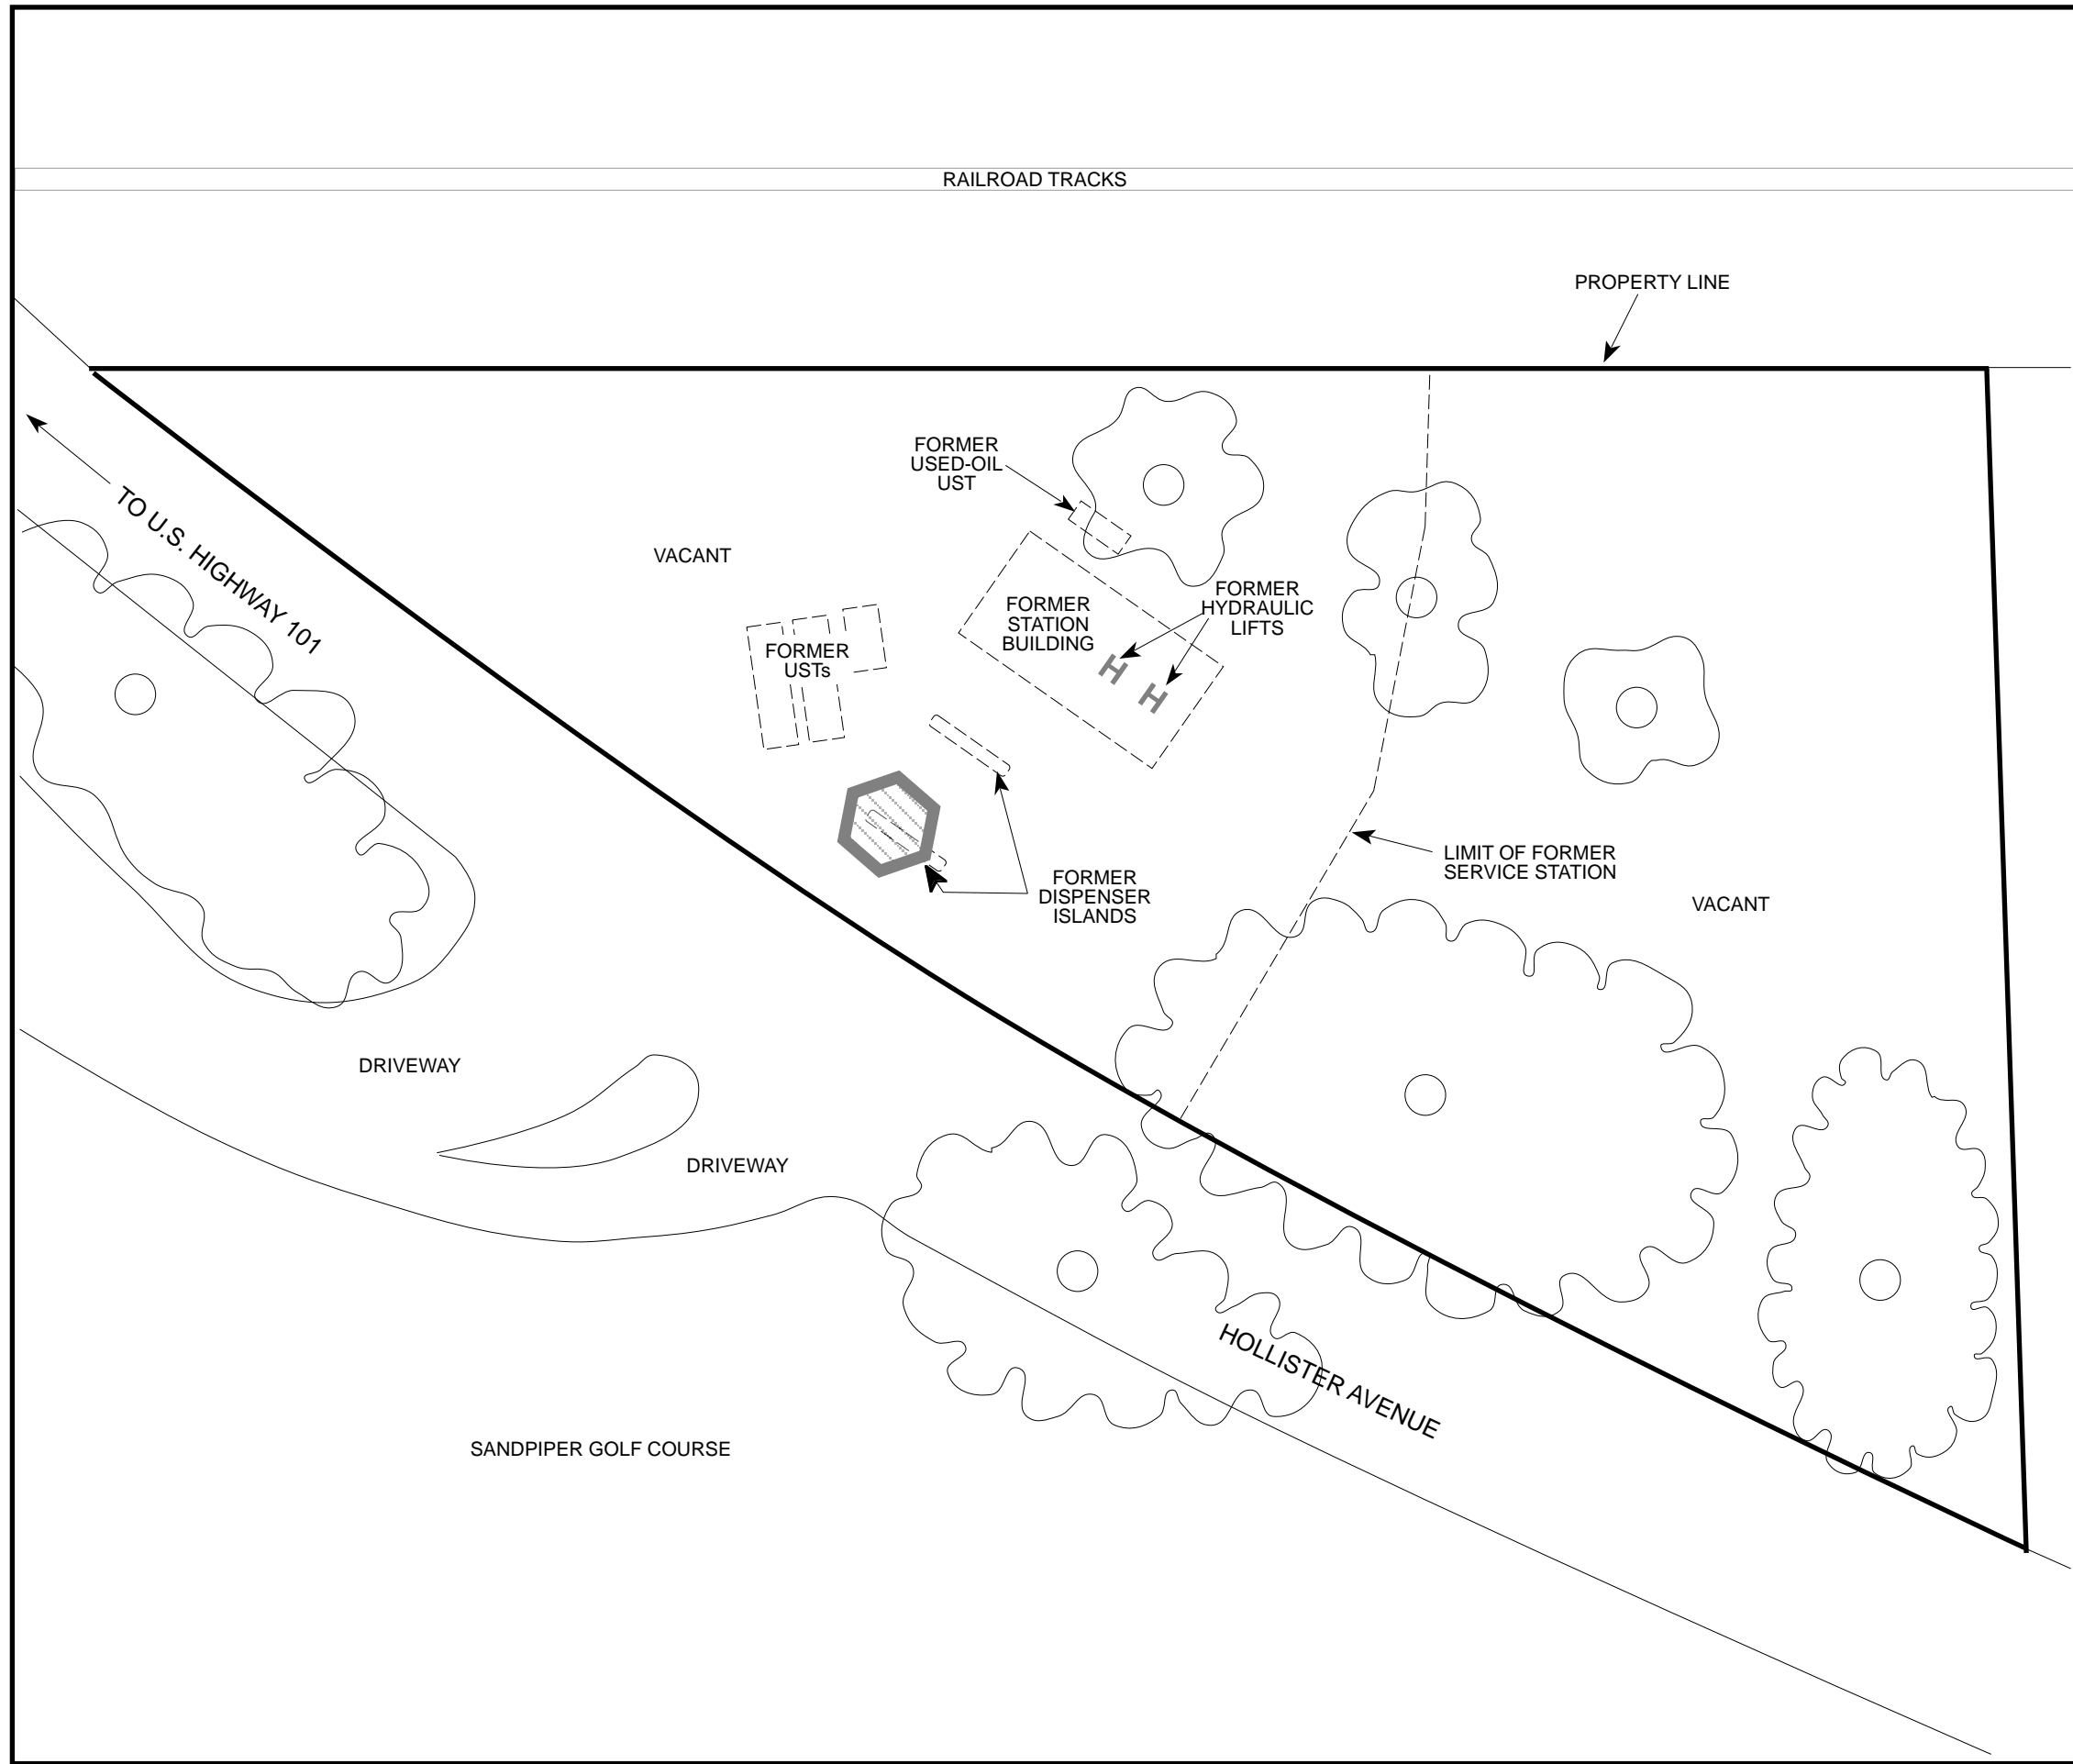 RAILROAD TRACKS
PROPERTY LINE
FORMER
USED-OIL
UST
TO U.S. HIGHWAY 101
VACANT
FORMER
HYDRAULIC
LIFTS
FORMER
STATION
BUILDING
H
H
FORMER
USTs
LIMIT OF FORMER
SERVICE STATION
FORMER
DISPENSER
ISLANDS
VACANT
DRIVEWAY
DRIVEWAY
HOLLISTER AVENUE
SANDPIPER GOLF COURSE